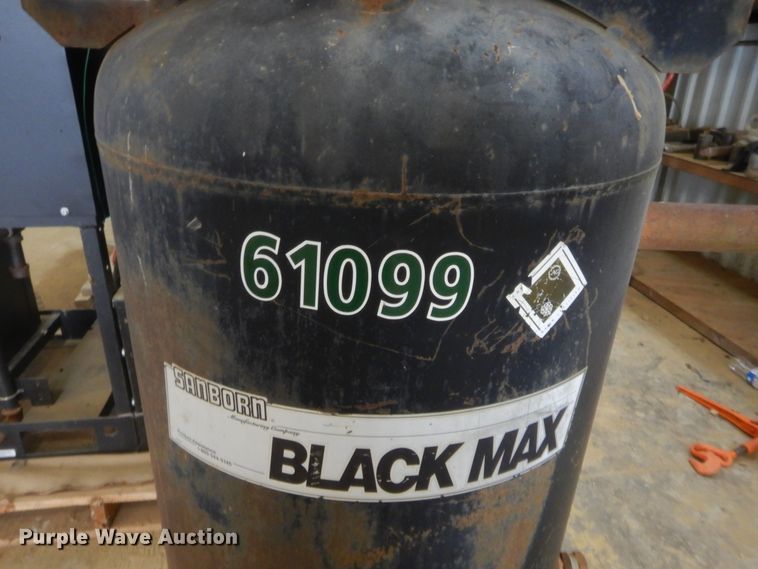 61099
SANBORN
Manufacturing Company
BLACK MAX
Purple Wave Auction